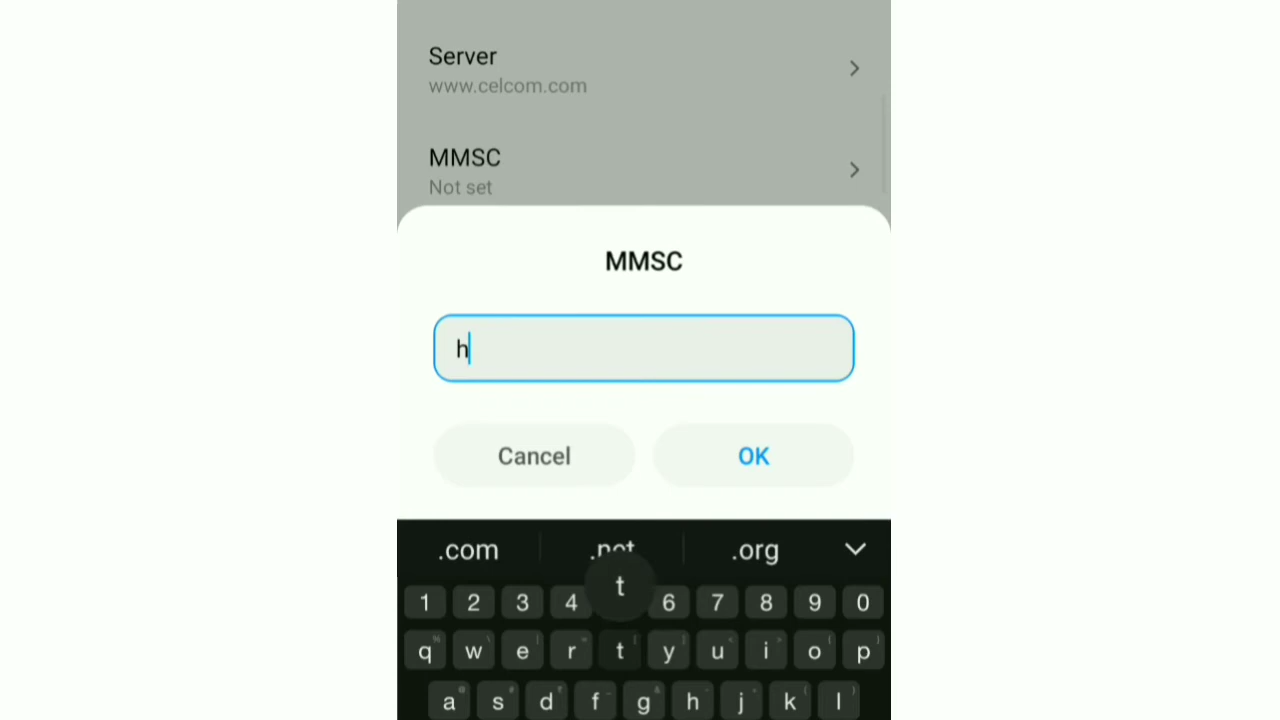 Server
www.celcom.com
MMSC
Not set
MMSC
h
Cancel OK
.com .net .org
t
1 2 3 4 6 7 8 9 0
q w e r t y u i o p
a s d f g h j k l